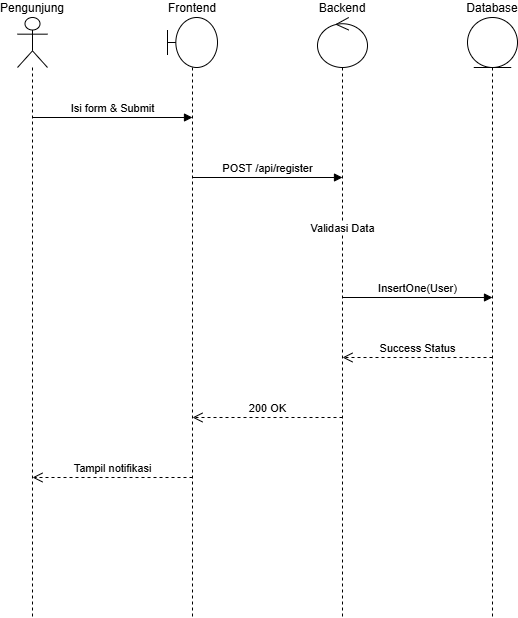 Pengunjung
Frontend
Backend
Database
Isi form & Submit
POST /api/register
Validasi Data
InsertOne(User)
Success Status
200 OK
Tampil notifikasi